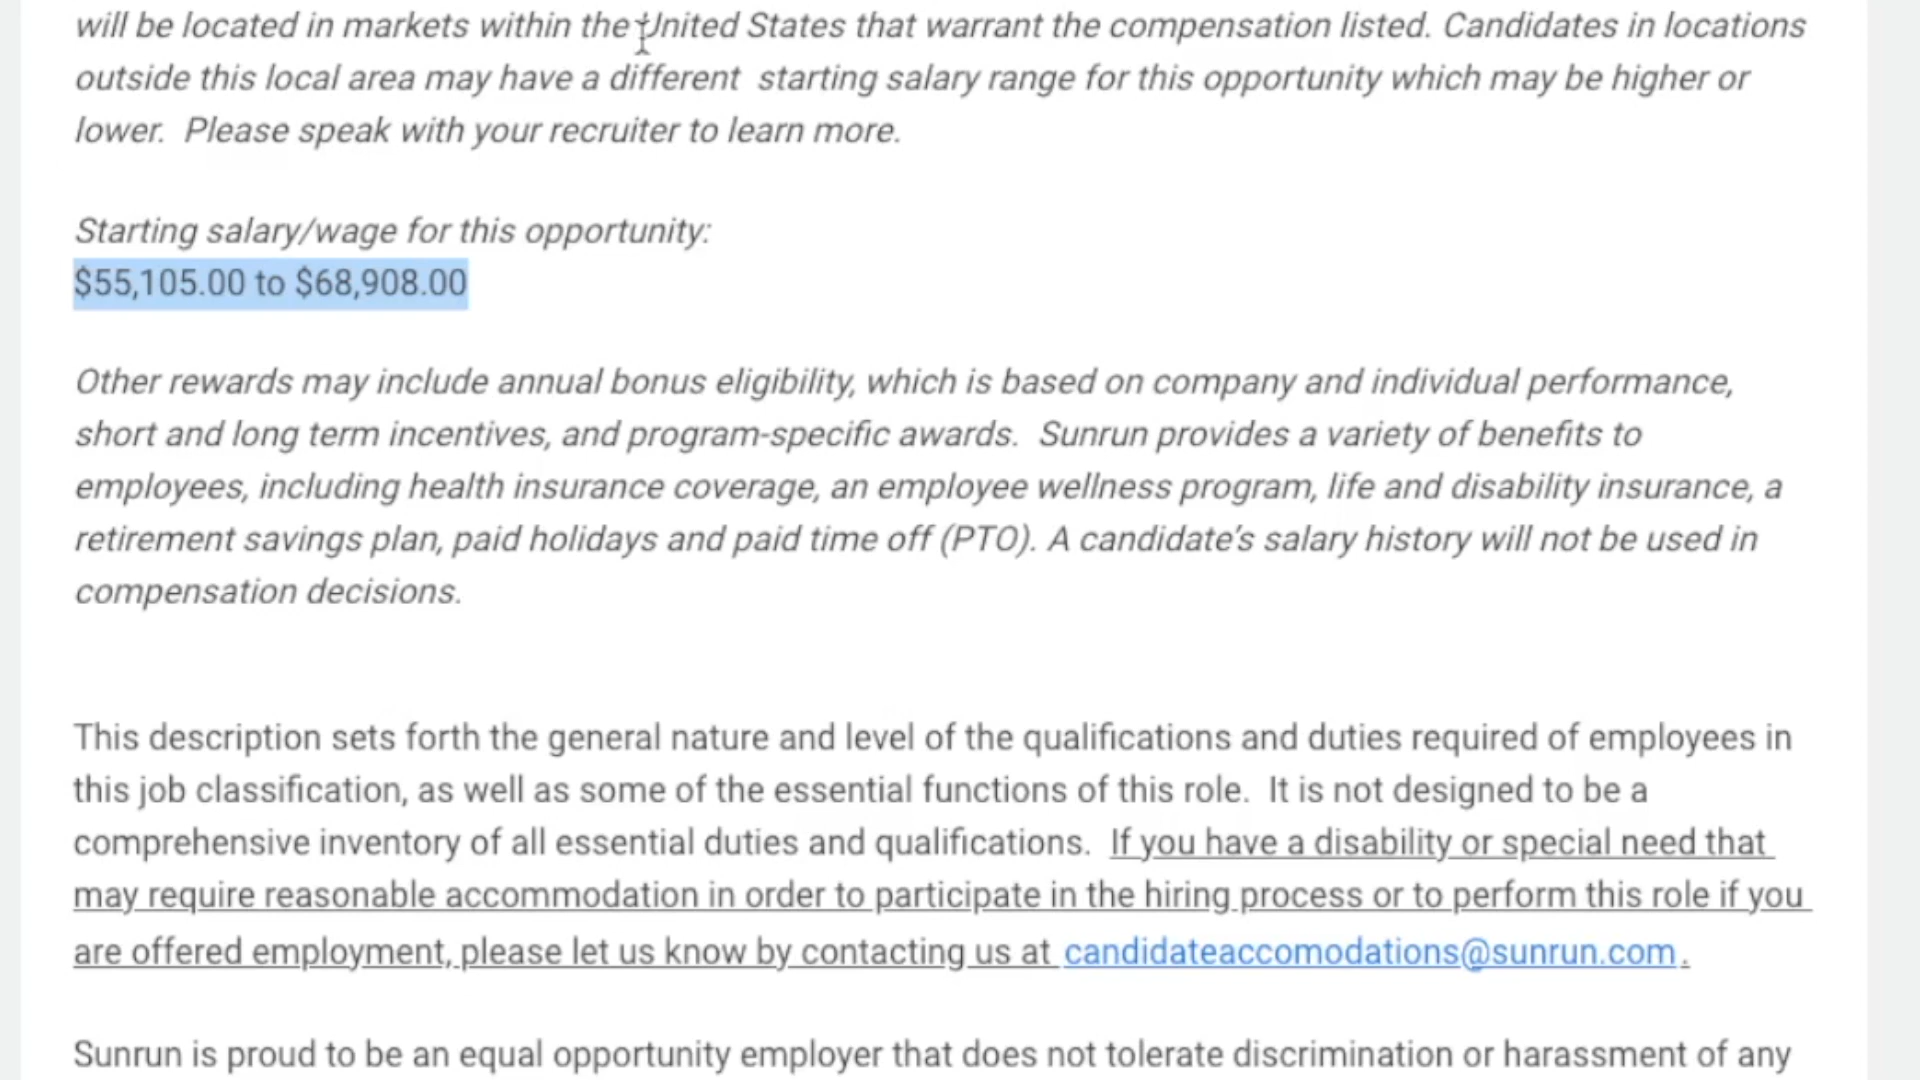 will be located in markets within the United States that warrant the compensation listed. Candidates in locations
outside this local area may have a different  starting salary range for this opportunity which may be higher or
lower.  Please speak with your recruiter to learn more.
Starting salary/wage for this opportunity:
$55,105.00 to $68,908.00
Other rewards may include annual bonus eligibility, which is based on company and individual performance,
short and long term incentives, and program-specific awards.  Sunrun provides a variety of benefits to
employees, including health insurance coverage, an employee wellness program, life and disability insurance, a
retirement savings plan, paid holidays and paid time off (PTO). A candidate’s salary history will not be used in
compensation decisions.
This description sets forth the general nature and level of the qualifications and duties required of employees in
this job classification, as well as some of the essential functions of this role.  It is not designed to be a
comprehensive inventory of all essential duties and qualifications.  If you have a disability or special need that
may require reasonable accommodation in order to participate in the hiring process or to perform this role if you
are offered employment, please let us know by contacting us at candidateaccomodations@sunrun.com.
Sunrun is proud to be an equal opportunity employer that does not tolerate discrimination or harassment of any